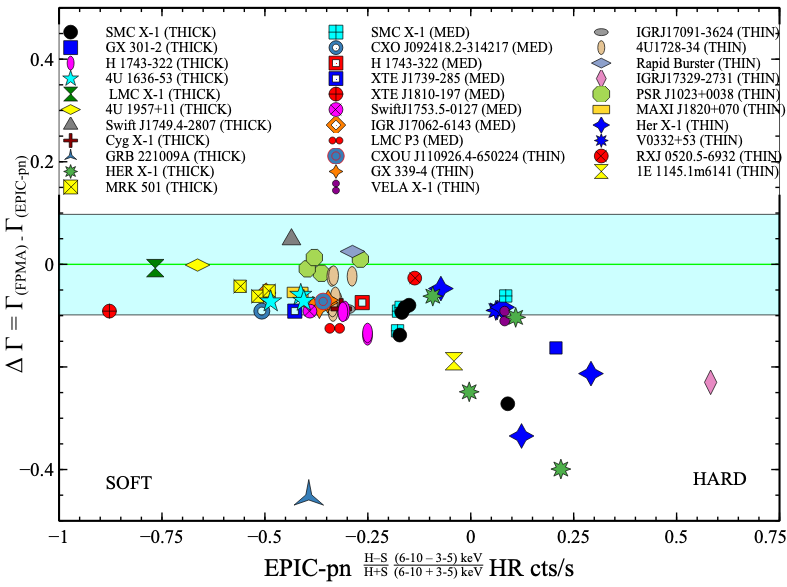 SMC X-1 (THICK)
GX 301-2 (THICK)
H 1743-322 (THICK)
4U 1636-53 (THICK)
LMC X-1 (THICK)
4U 1957+11 (THICK)
Swift J1749.4-2807 (THICK)
Cyg X-1 (THICK)
GRB 221009A (THICK)
HER X-1 (THICK)
MRK 501 (THICK)
SMC X-1 (MED)
CXO J092418.2-314217 (MED)
H 1743-322 (MED)
XTE J1739-285 (MED)
XTE J1810-197 (MED)
SwiftJ1753.5-0127 (MED)
IGR J17062-6143 (MED)
LMC P3 (MED)
CXOU J110926.4-650224 (THIN)
GX 339-4 (THIN)
VELA X-1 (THIN)
IGRJ17091-3624 (THIN)
4U1728-34 (THIN)
Rapid Burster (THIN)
IGRJ17329-2731 (THIN)
PSR J1023+0038 (THIN)
MAXI J1820+070 (THIN)
Her X-1 (THIN)
V0332+53 (THIN)
RXJ 0520.5-6932 (THIN)
1E 1145.1m6141 (THIN)
0.4
0.2
0
−0.4
Δ Γ = Γ(FPMA) - Γ(EPIC-pn)
SOFT
HARD
−1 −0.75 −0.5 −0.25 0 0.25 0.5 0.75
EPIC-pn H−S/H+S (6-10 − 3-5) keV/(6-10 + 3-5) keV HR cts/s